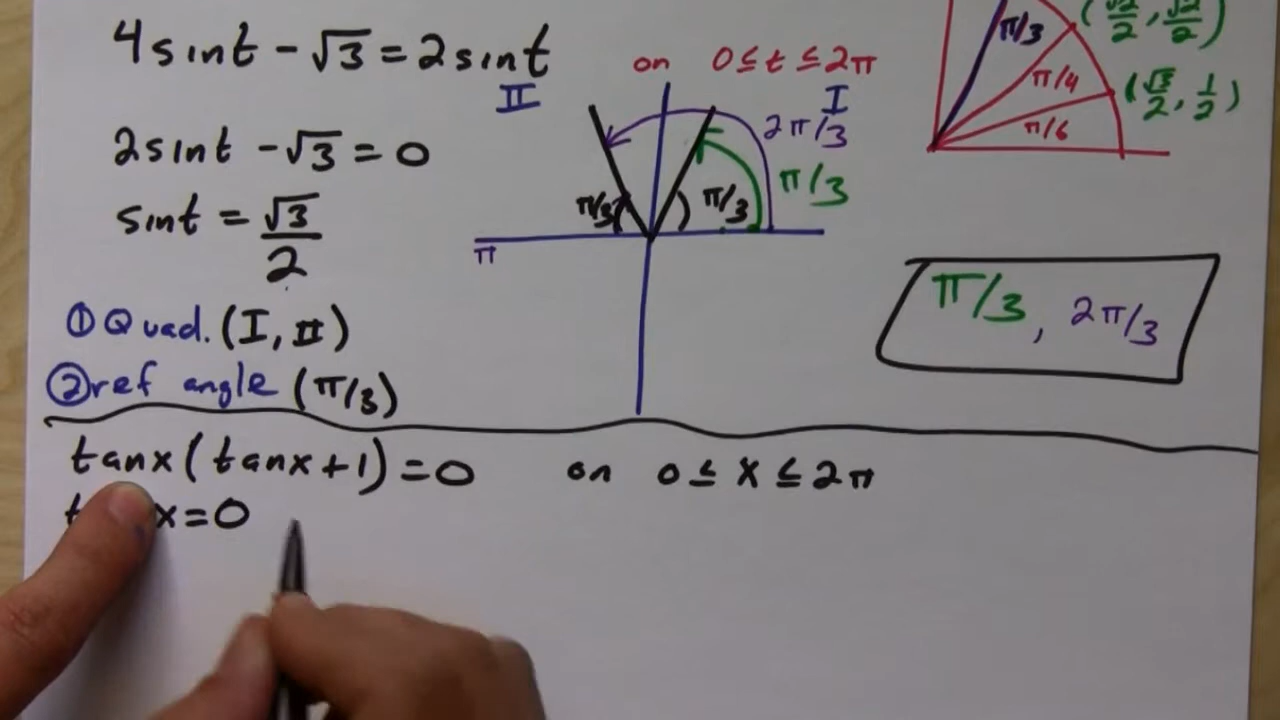 4sint - √3 = 2sint
on 0 ≤ t ≤ 2π
2sint - √3 = 0
sint = √3/2
① Quad. (I, II)
② ref angle (π/3)
II
I
2π/3
π/3
π/3
π/3
π
π/3
π/4
π/6
(√2/2, √2/2)
(√3/2, 1/2)
π/3, 2π/3
tanx(tanx+1) = 0 on 0 ≤ x ≤ 2π
x = 0